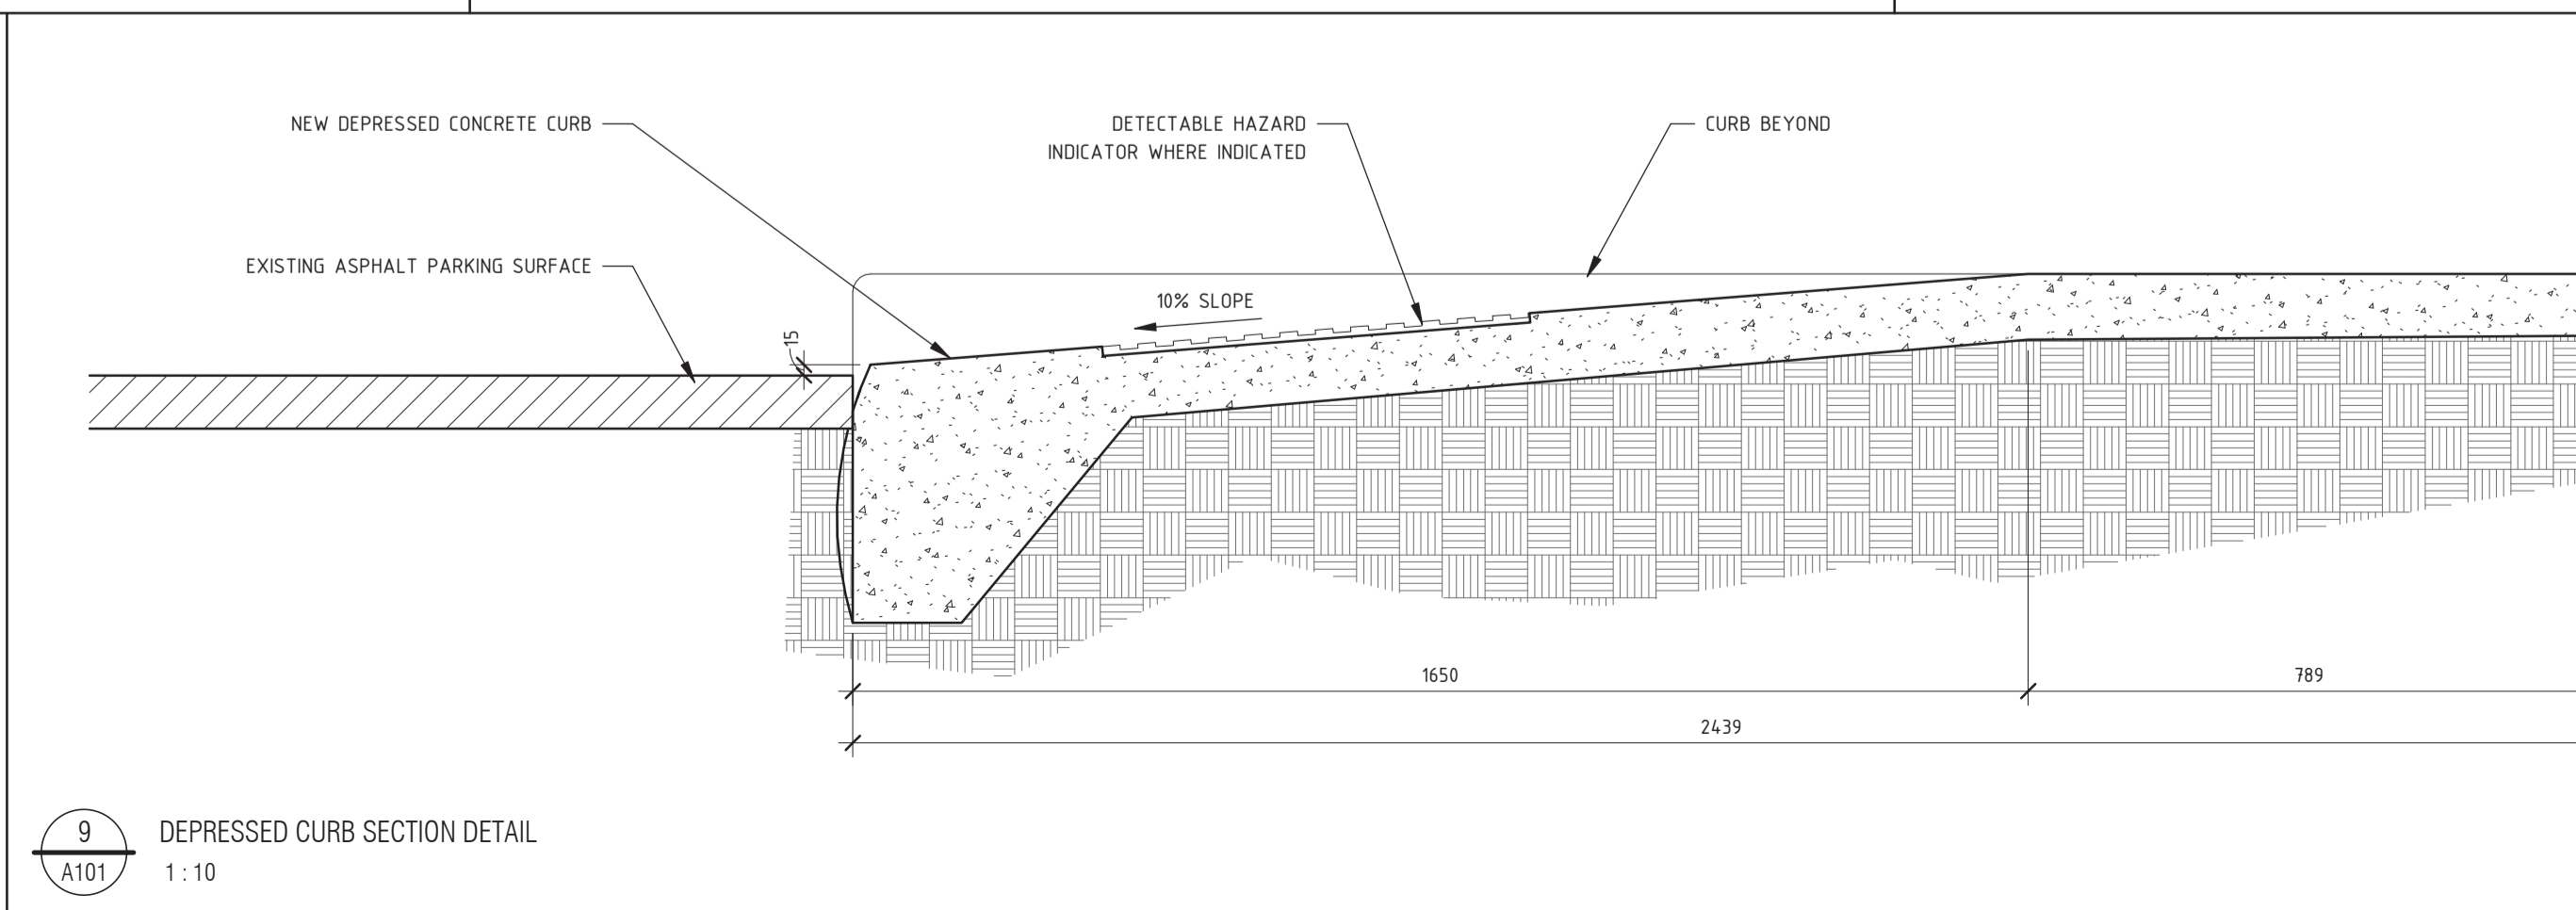 NEW DEPRESSED CONCRETE CURB
DETECTABLE HAZARD
INDICATOR WHERE INDICATED
CURB BEYOND
EXISTING ASPHALT PARKING SURFACE
10% SLOPE
15
1650
789
2439
9
A101
DEPRESSED CURB SECTION DETAIL
1 : 10